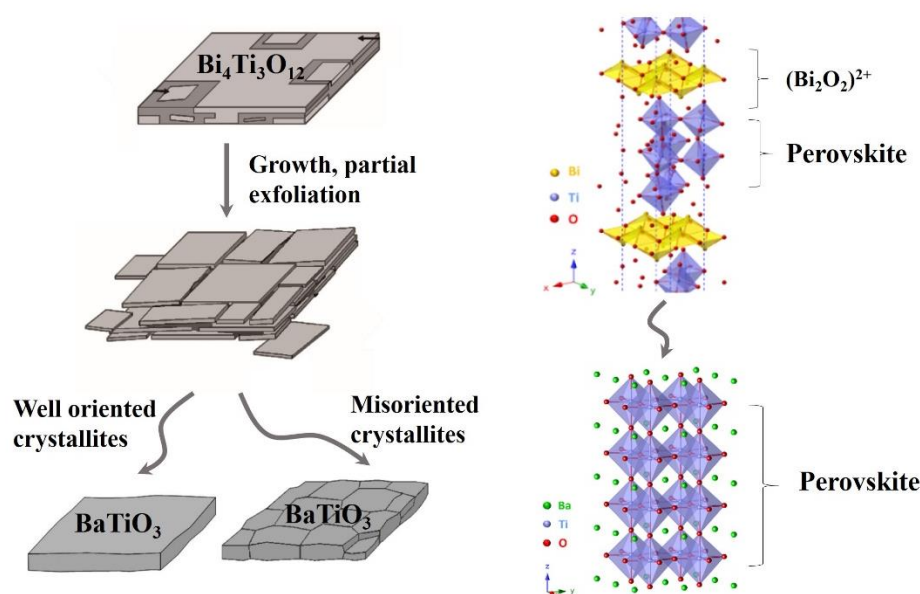 Bi₄Ti₃O₁₂
Growth, partial
exfoliation
Well oriented
crystallites
Misoriented
crystallites
BaTiO₃
BaTiO₃
(Bi₂O₂)²⁺
Perovskite
Bi
Ti
O
z
x
y
Perovskite
Ba
Ti
O
z
y